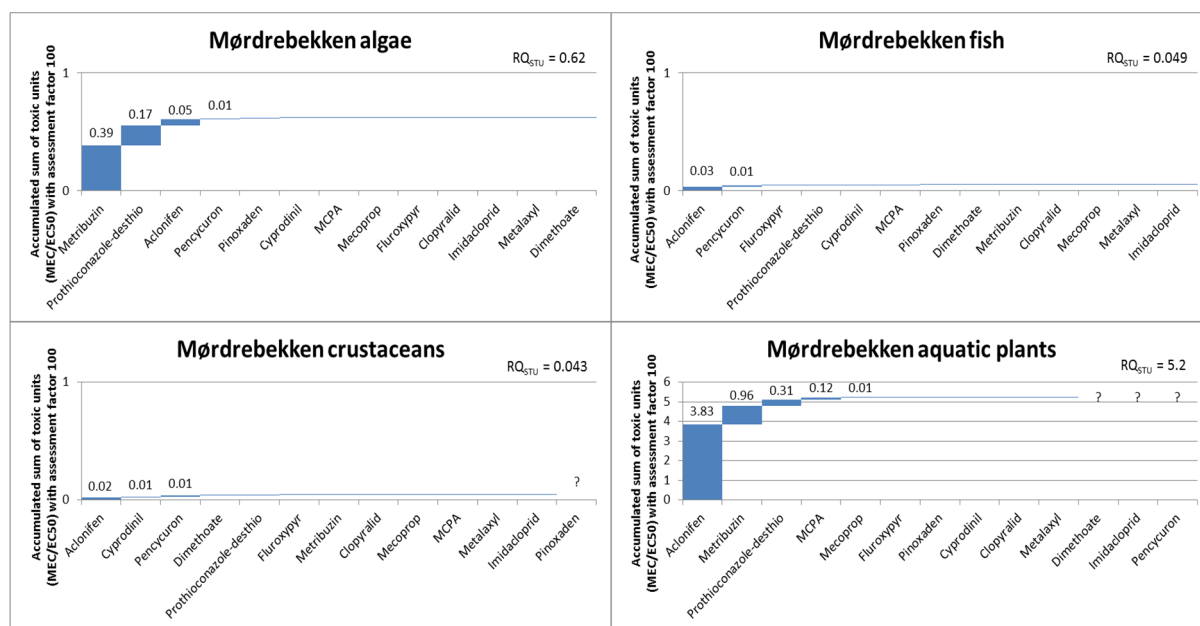 Mørdrebekken algae
RQSTU = 0.62
Accumulated sum of toxic units
(MEC/EC50) with assessment factor 100
1
0
0.39
0.17
0.05
0.01
Metribuzin
Prothioconazole-desthio
Aclonifen
Pencycuron
Pinoxaden
Cyprodinil
MCPA
Mecoprop
Fluroxypyr
Clopyralid
Imidacloprid
Metalaxyl
Dimethoate
Mørdrebekken fish
RQSTU = 0.049
Accumulated sum of toxic units
(MEC/EC50) with assessment factor 100
1
0
0.03
0.01
Aclonifen
Pencycuron
Fluroxypyr
Prothioconazole-desthio
Cyprodinil
MCPA
Pinoxaden
Dimethoate
Metribuzin
Clopyralid
Mecoprop
Metalaxyl
Imidacloprid
Mørdrebekken crustaceans
RQSTU = 0.043
Accumulated sum of toxic units
(MEC/EC50) with assessment factor 100
1
0
0.02
0.01
0.01
?
Aclonifen
Cyprodinil
Pencycuron
Dimethoate
Prothioconazole-desthio
Fluroxypyr
Metribuzin
Clopyralid
Mecoprop
MCPA
Metalaxyl
Imidacloprid
Pinoxaden
Mørdrebekken aquatic plants
RQSTU = 5.2
Accumulated sum of toxic units
(MEC/EC50) with assessment factor 100
6
5
4
3
2
1
0
3.83
0.96
0.31
0.12
0.01
?
?
?
Aclonifen
Metribuzin
Prothioconazole-desthio
MCPA
Mecoprop
Fluroxypyr
Pinoxaden
Cyprodinil
Clopyralid
Metalaxyl
Dimethoate
Imidacloprid
Pencycuron